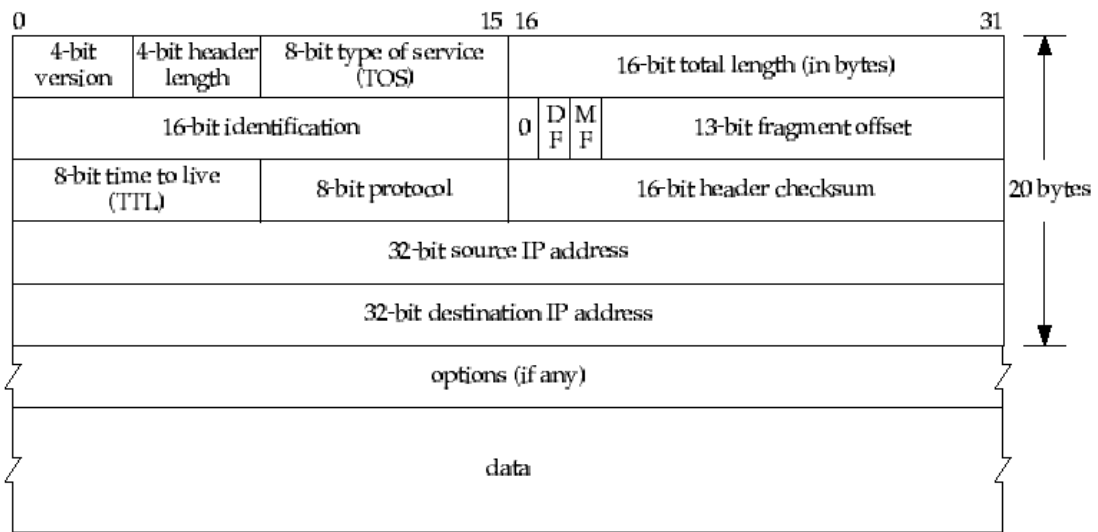 0 15 16 31
4-bit version
4-bit header length
8-bit type of service (TOS)
16-bit total length (in bytes)
16-bit identification
0
DF
MF
13-bit fragment offset
8-bit time to live (TTL)
8-bit protocol
16-bit header checksum
20 bytes
32-bit source IP address
32-bit destination IP address
options (if any)
data